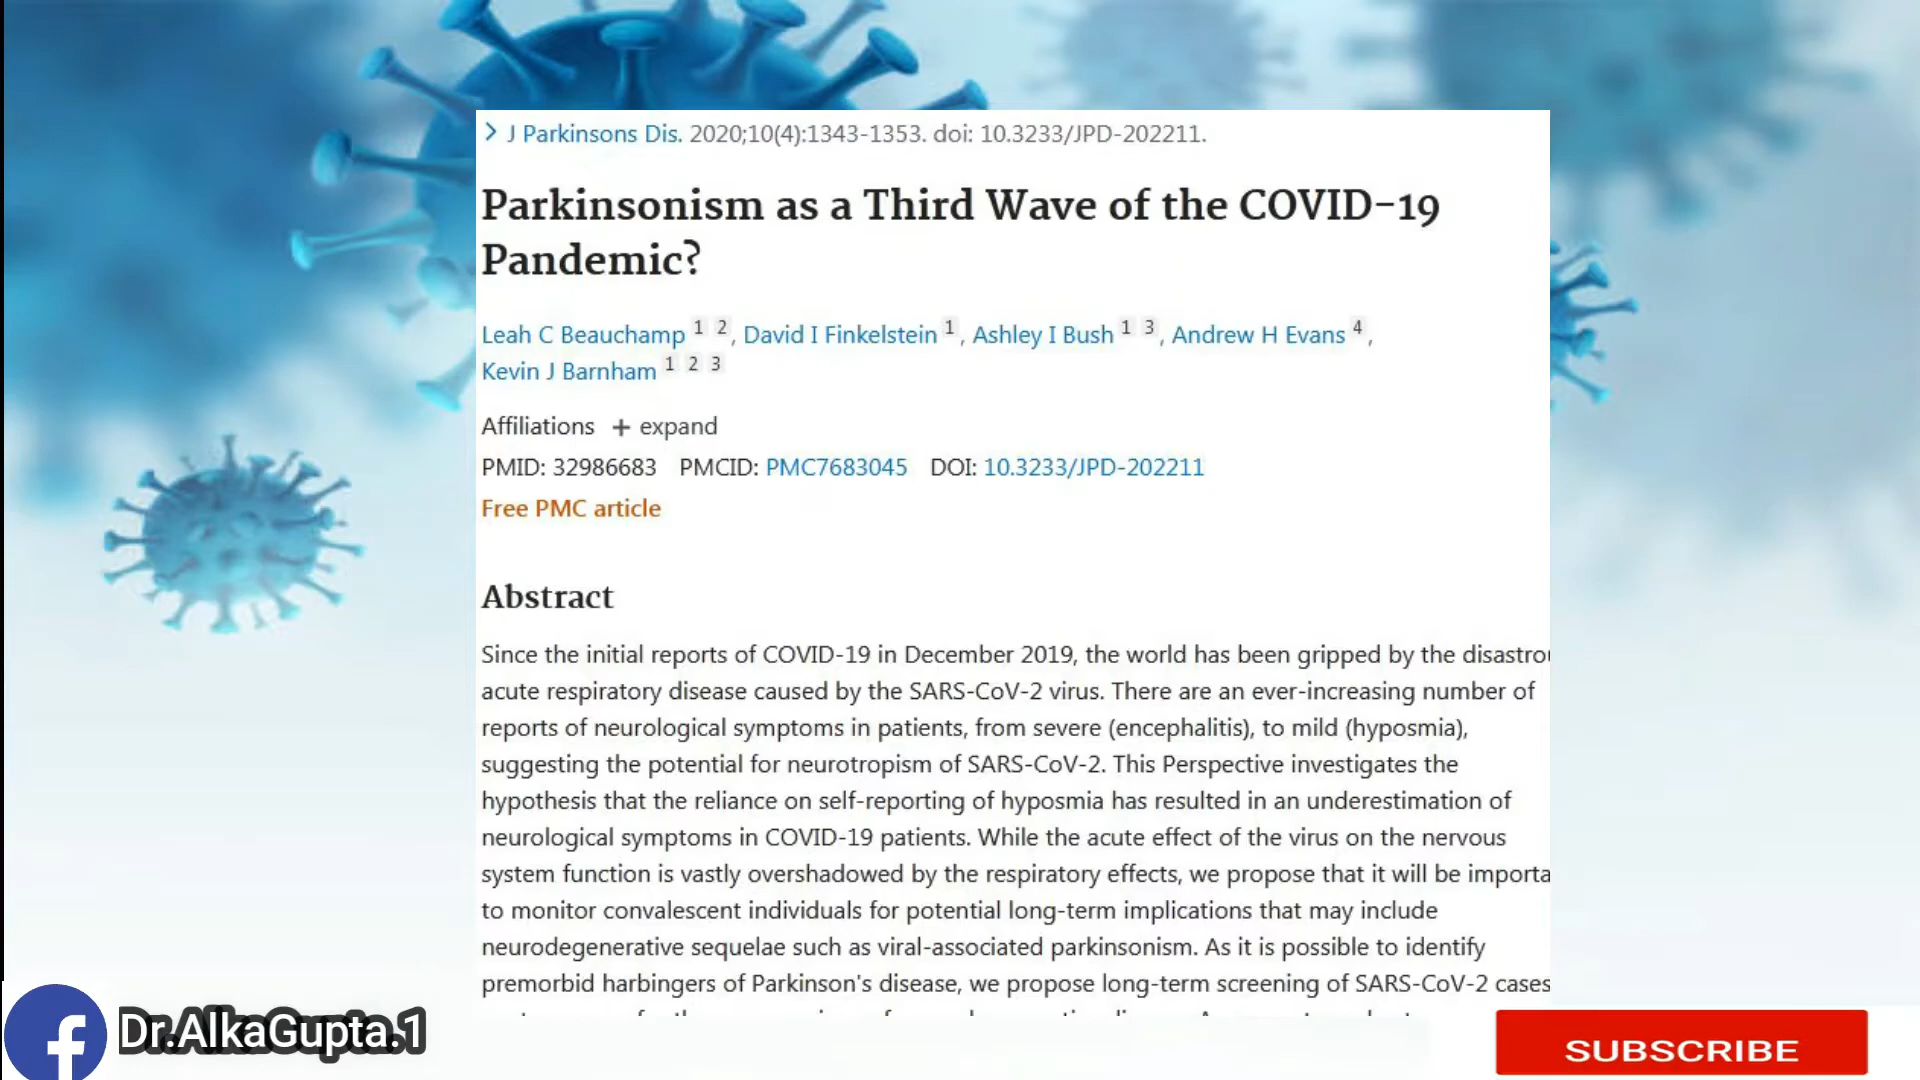 > J Parkinsons Dis. 2020;10(4):1343-1353. doi: 10.3233/JPD-202211.
Parkinsonism as a Third Wave of the COVID-19
Pandemic?
Leah C Beauchamp 1 2, David I Finkelstein 1, Ashley I Bush 1 3, Andrew H Evans 4,
Kevin J Barnham 1 2 3
Affiliations + expand
PMID: 32986683 PMCID: PMC7683045 DOI: 10.3233/JPD-202211
Free PMC article
Abstract
Since the initial reports of COVID-19 in December 2019, the world has been gripped by the disastro
acute respiratory disease caused by the SARS-CoV-2 virus. There are an ever-increasing number of
reports of neurological symptoms in patients, from severe (encephalitis), to mild (hyposmia),
suggesting the potential for neurotropism of SARS-CoV-2. This Perspective investigates the
hypothesis that the reliance on self-reporting of hyposmia has resulted in an underestimation of
neurological symptoms in COVID-19 patients. While the acute effect of the virus on the nervous
system function is vastly overshadowed by the respiratory effects, we propose that it will be importa
to monitor convalescent individuals for potential long-term implications that may include
neurodegenerative sequelae such as viral-associated parkinsonism. As it is possible to identify
premorbid harbingers of Parkinson's disease, we propose long-term screening of SARS-CoV-2 cases
Dr.AlkaGupta.1
SUBSCRIBE